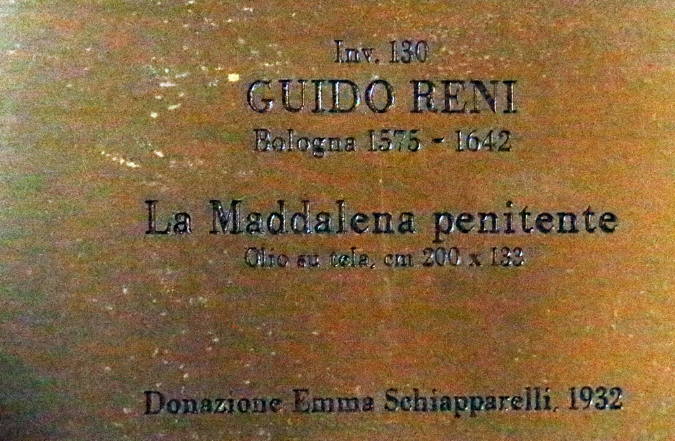 Inv. 130
GUIDO RENI
Bologna 1575 - 1642
La Maddalena penitente
Olio su tela, cm 200 x 133
Donazione Emma Schiapparelli, 1932